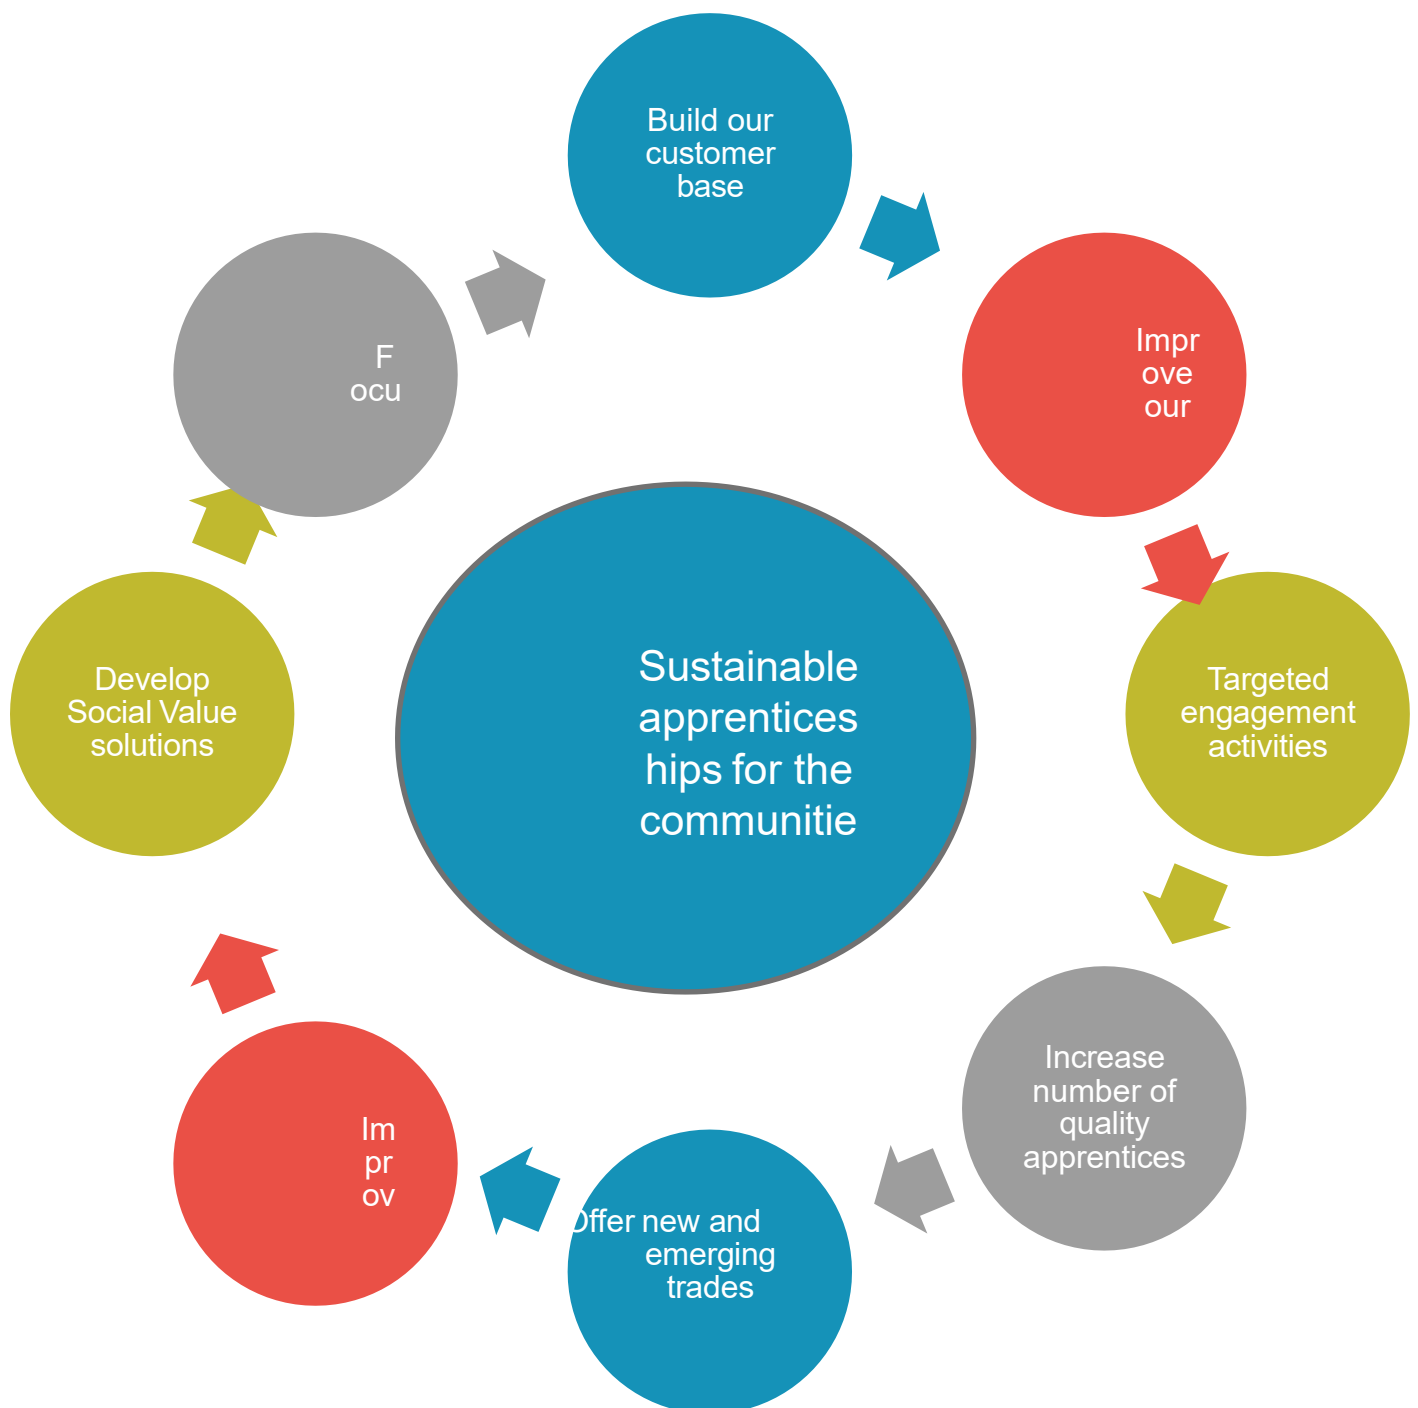 Build our
customer
base
Impr
ove
our
Targeted
engagement
activities
Increase
number of
quality
apprentices
Offer new and
emerging
trades
Im
pr
ov
Develop
Social Value
solutions
F
ocu
Sustainable
apprentices
hips for the
communitie